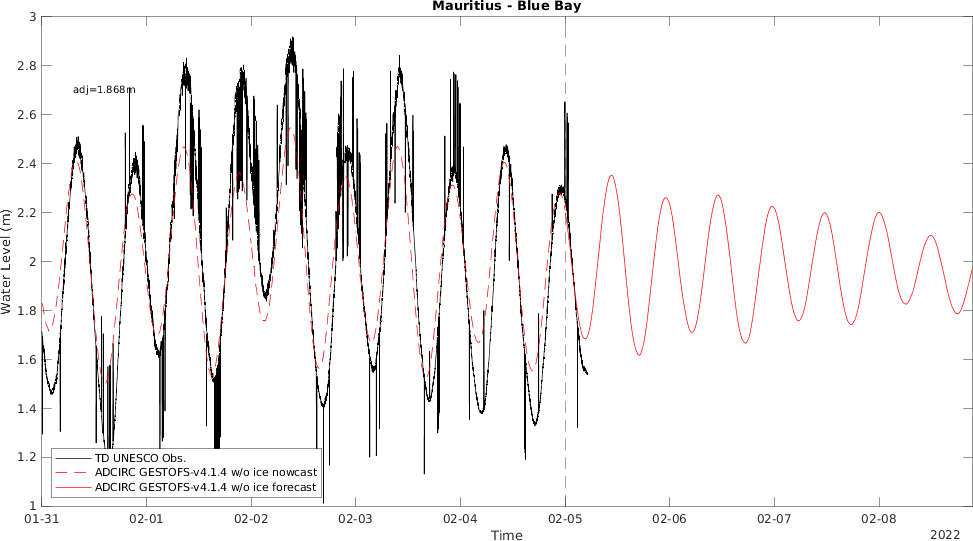 Mauritius - Blue Bay
3
2.8
2.6
2.4
2.2
2
1.8
1.6
1.4
1.2
1
Water Level (m)
adj=1.868m
TD UNESCO Obs.
ADCIRC GESTOFS-v4.1.4 w/o ice nowcast
ADCIRC GESTOFS-v4.1.4 w/o ice forecast
01-31 02-01 02-02 02-03 02-04 02-05 02-06 02-07 02-08
Time
2022